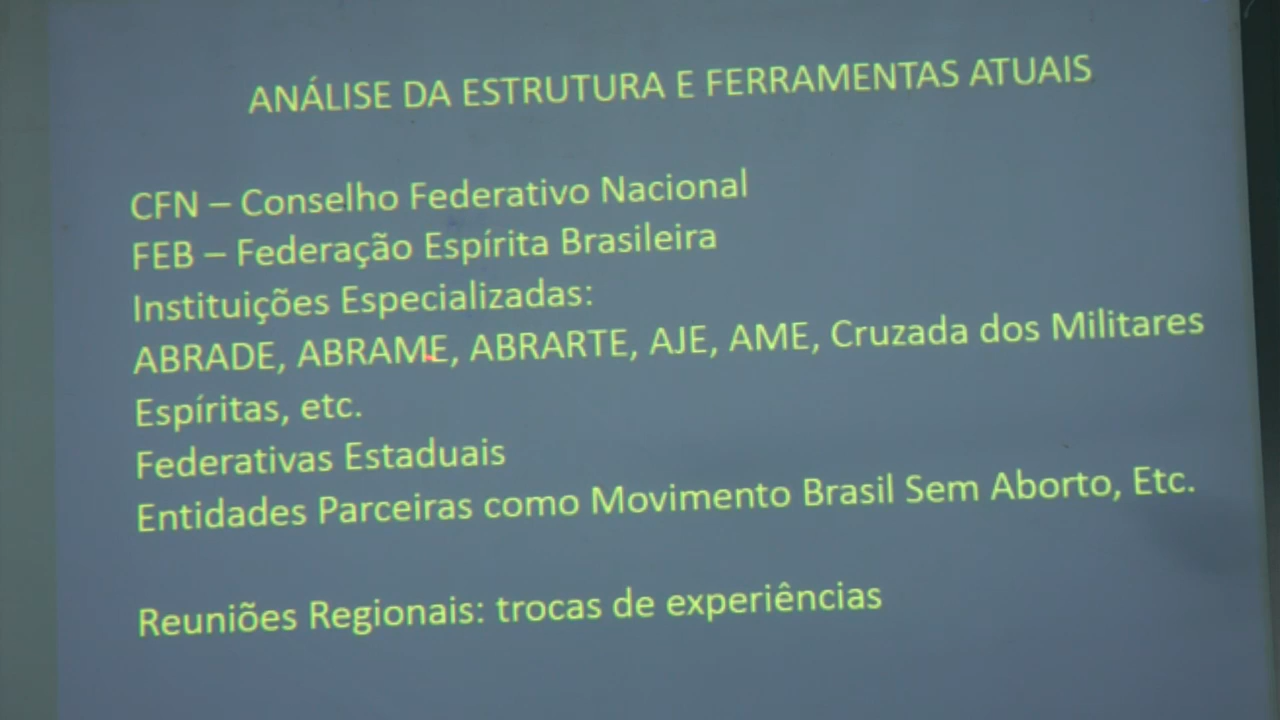 ANÁLISE DA ESTRUTURA E FERRAMENTAS ATUAIS
CFN – Conselho Federativo Nacional
FEB – Federação Espírita Brasileira
Instituições Especializadas:
ABRADE, ABRAME, ABRARTE, AJE, AME, Cruzada dos Militares
Espíritas, etc.
Federativas Estaduais
Entidades Parceiras como Movimento Brasil Sem Aborto, Etc.
Reuniões Regionais: trocas de experiências